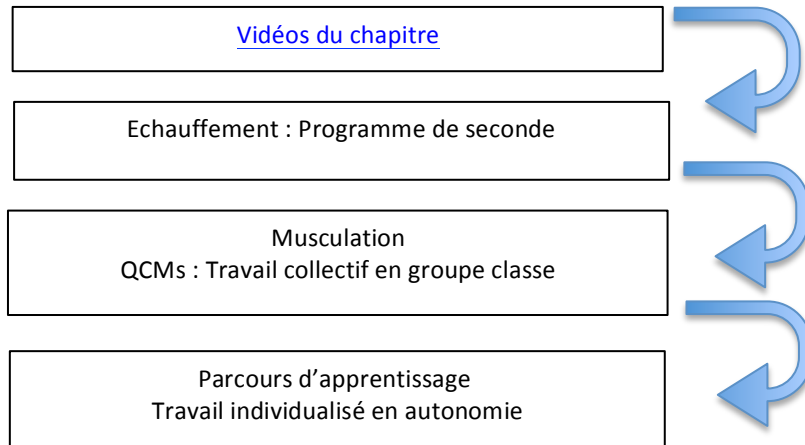 Vidéos du chapitre
Echauffement : Programme de seconde
Musculation
QCMs : Travail collectif en groupe classe
Parcours d’apprentissage
Travail individualisé en autonomie